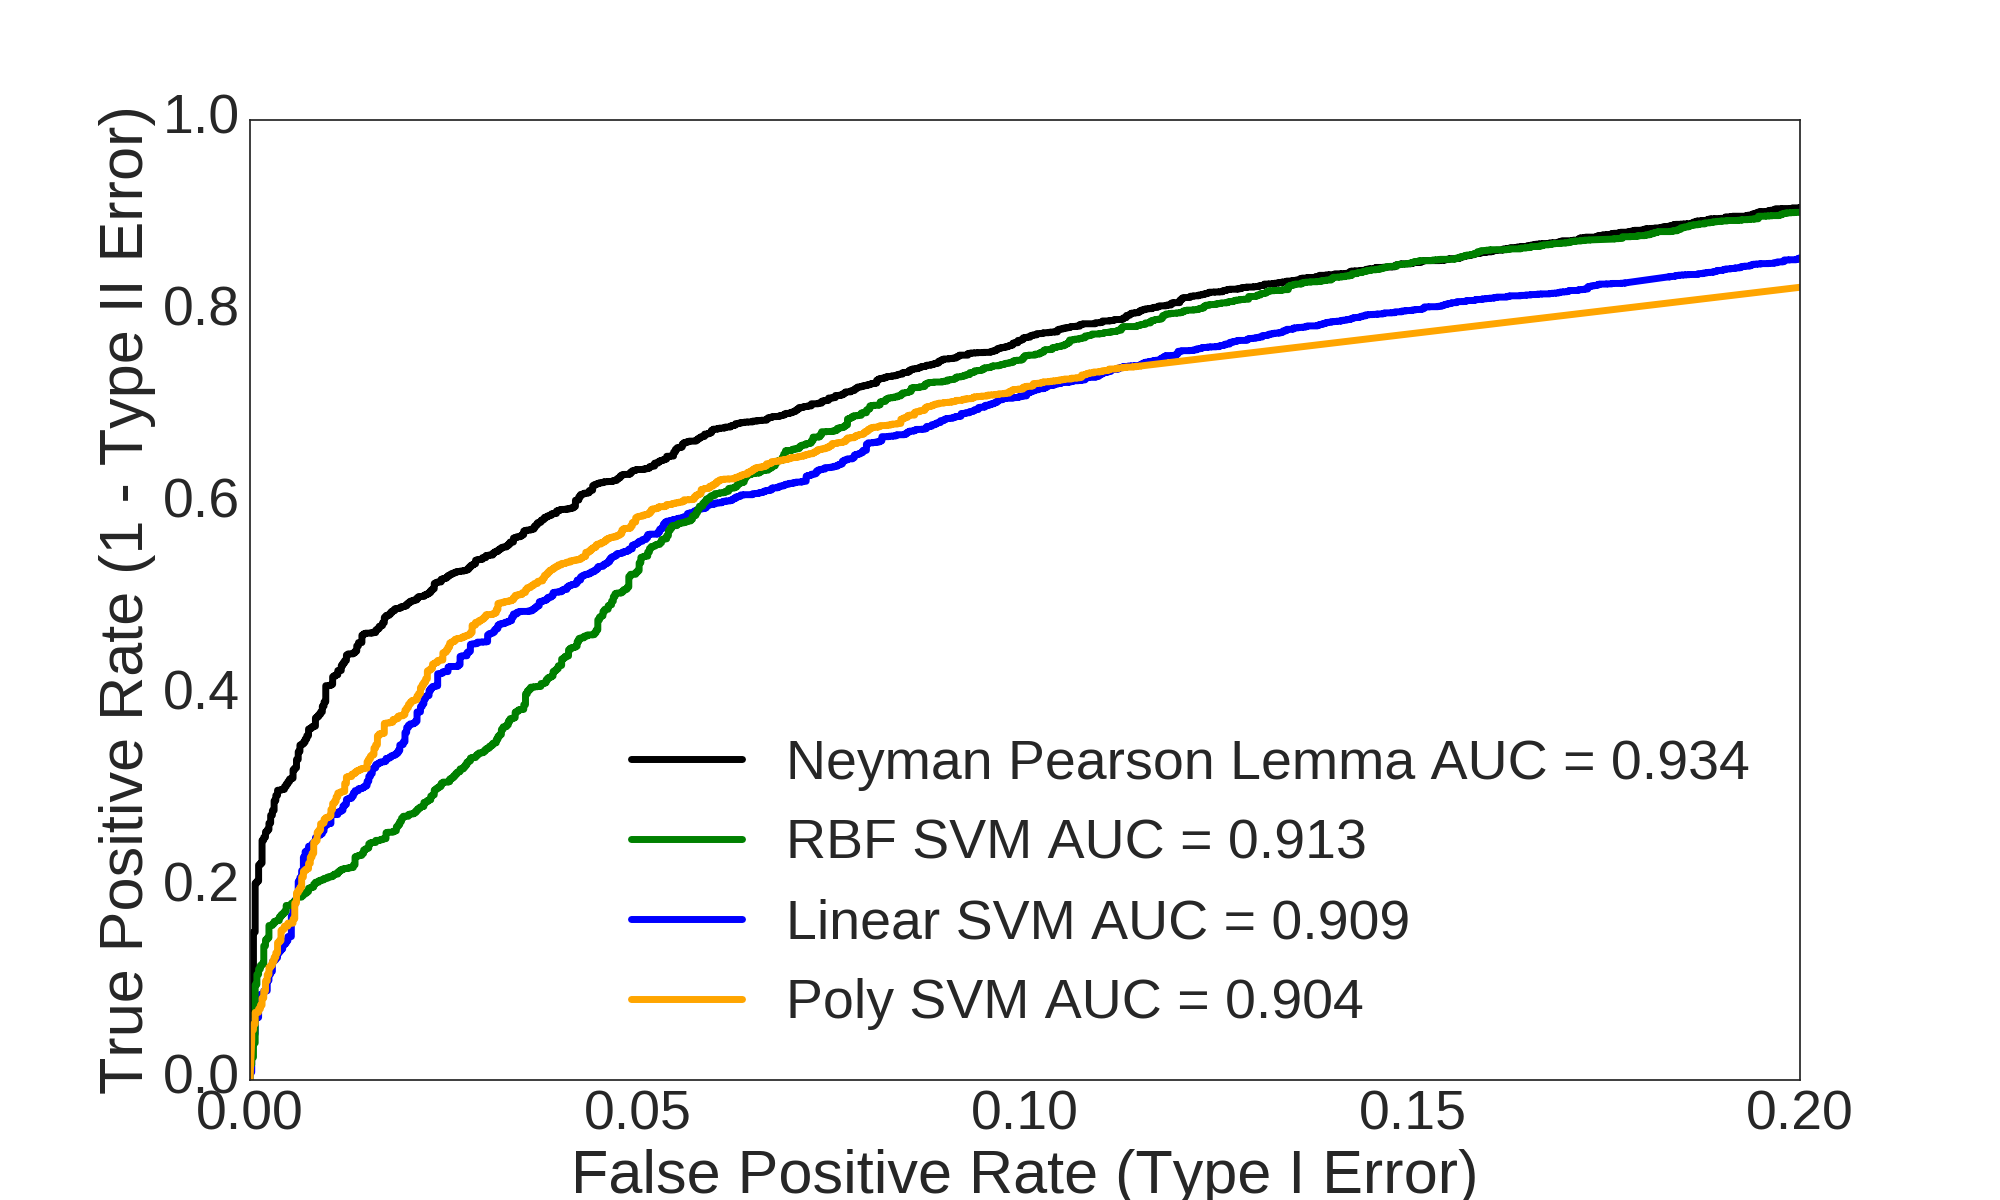 True Positive Rate (1 - Type II Error)
1.0
0.8
0.6
0.4
0.2
0.0
Neyman Pearson Lemma AUC = 0.934
RBF SVM AUC = 0.913
Linear SVM AUC = 0.909
Poly SVM AUC = 0.904
0.00
0.05
0.10
0.15
0.20
False Positive Rate (Type I Error)